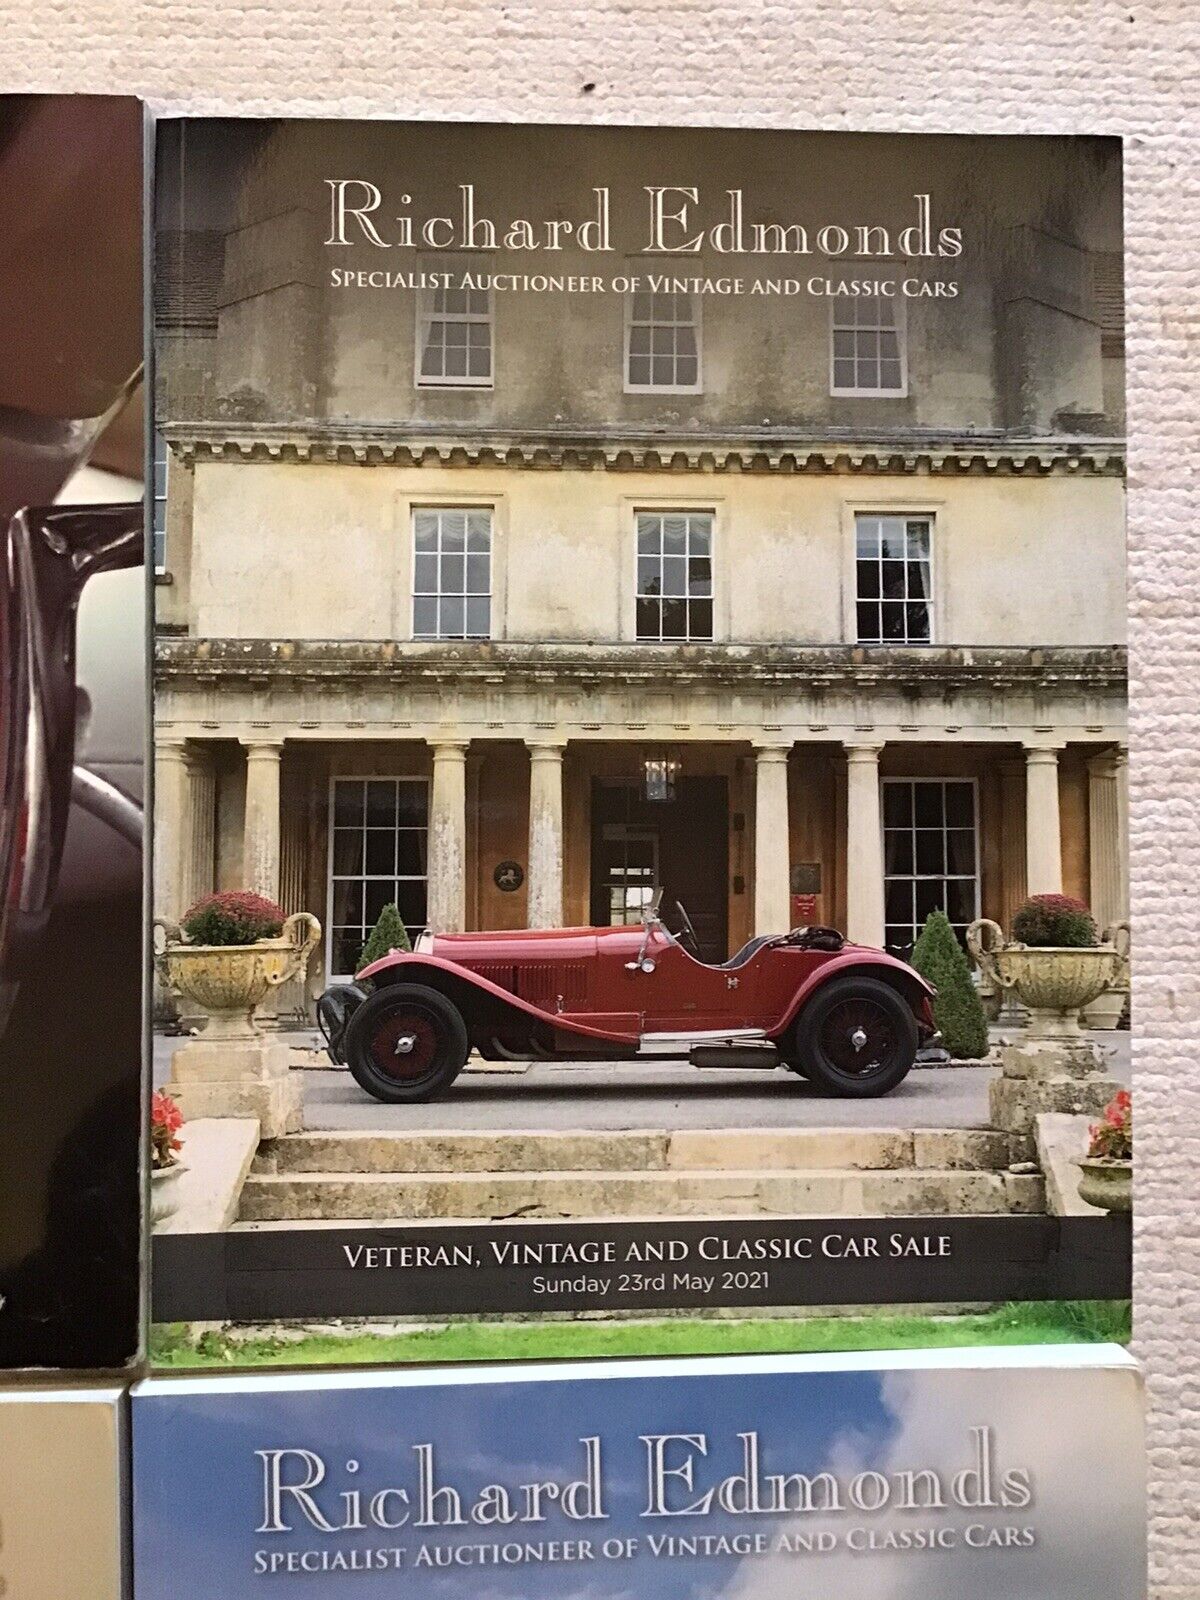 Richard Edmonds
SPECIALIST AUCTIONEER OF VINTAGE AND CLASSIC CARS
VETERAN, VINTAGE AND CLASSIC CAR SALE
Sunday 23rd May 2021
Richard Edmonds
SPECIALIST AUCTIONEER OF VINTAGE AND CLASSIC CARS